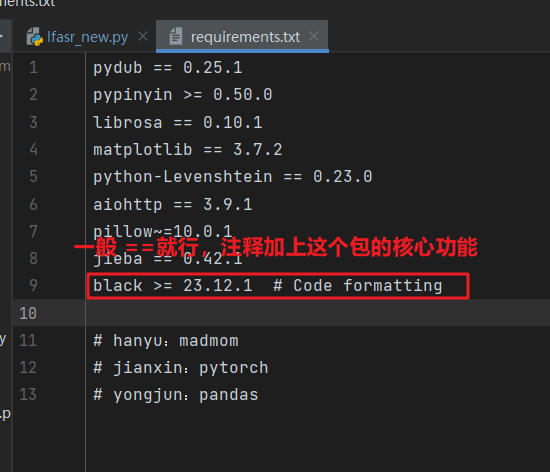 ments.txt
lfasr_new.py ×
requirements.txt ×
1 pydub == 0.25.1
2 pypinyin >= 0.50.0
3 librosa == 0.10.1
4 matplotlib == 3.7.2
5 python-Levenshtein == 0.23.0
6 aiohttp == 3.9.1
7 pillow~=10.0.1
一般 ==就行，注释加上这个包的核心功能
8 jieba == 0.42.1
9 black >= 23.12.1  # Code formatting
10
11 # hanyu：madmom
12 # jianxin：pytorch
13 # yongjun：pandas
m
y
.p